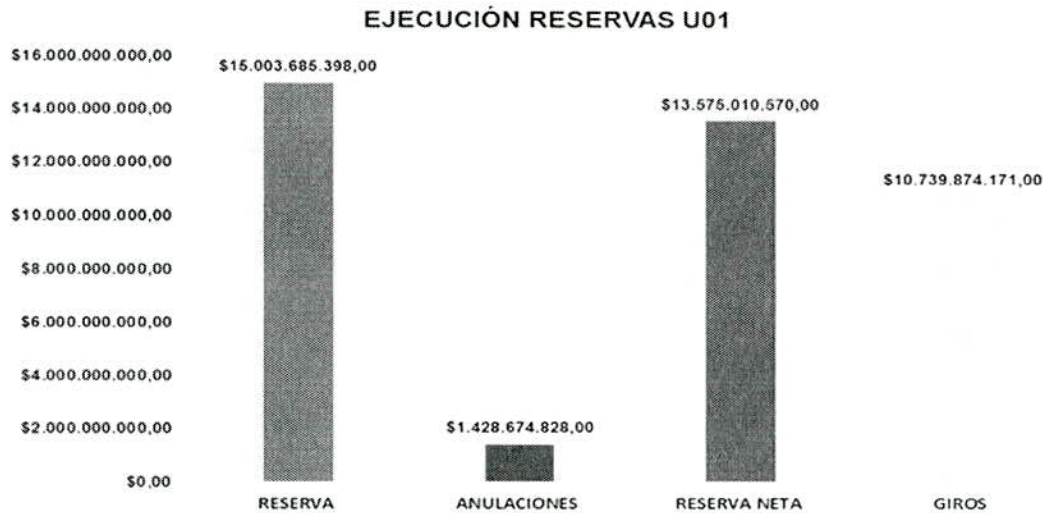 EJECUCIÓN RESERVAS U01
$16.000.000.000,00
$14.000.000.000,00
$12.000.000.000,00
$10.000.000.000,00
$8.000.000.000,00
$6.000.000.000,00
$4.000.000.000,00
$2.000.000.000,00
$0,00
$15.003.685.398,00
$1.428.674.828,00
$13.575.010.570,00
$10.739.874.171,00
RESERVA
ANULACIONES
RESERVA NETA
GIROS